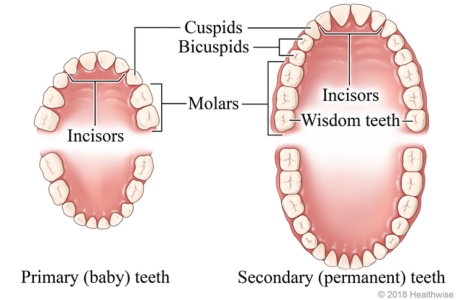 Cuspids
Bicuspids
Molars
Incisors
Incisors
Wisdom teeth
Primary (baby) teeth
Secondary (permanent) teeth
© 2018 Healthwise